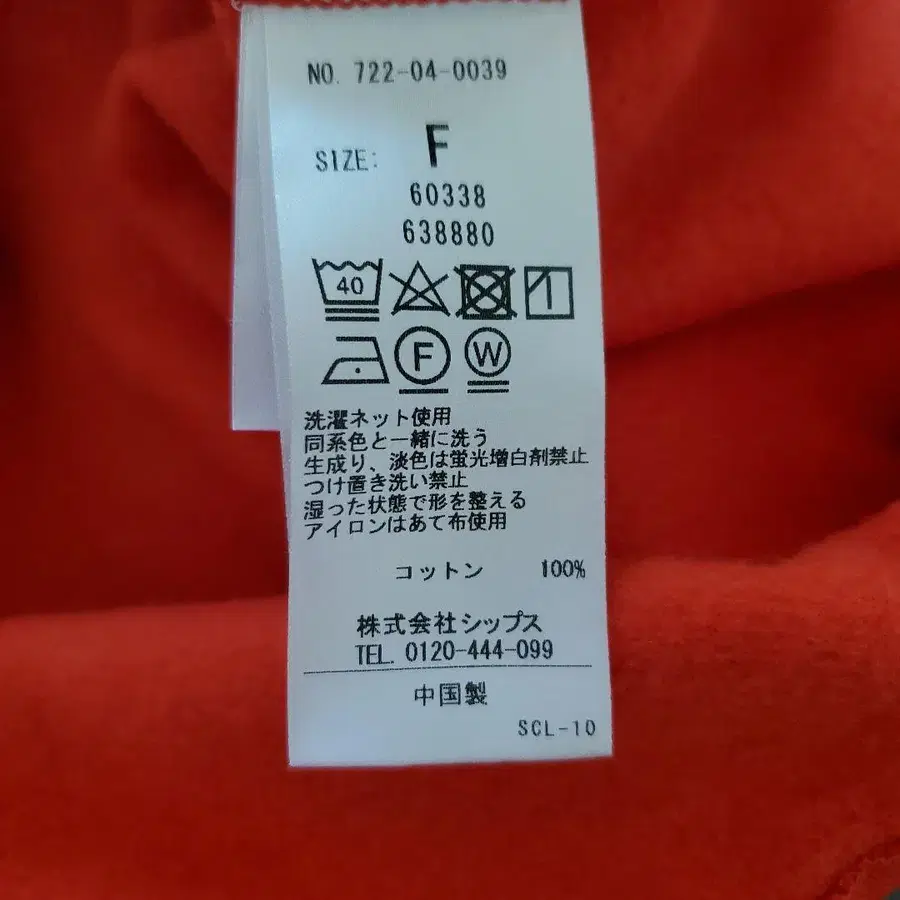 NO. 722-04-0039
SIZE: F
60338
638880
40
F W
洗濯ネット使用
同系色と一緒に洗う
生成り、淡色は蛍光増白剤禁止
つけ置き洗い禁止
湿った状態で形を整える
アイロンはあて布使用
コットン 100%
株式会社シップス
TEL. 0120-444-099
中国製
SCL-10